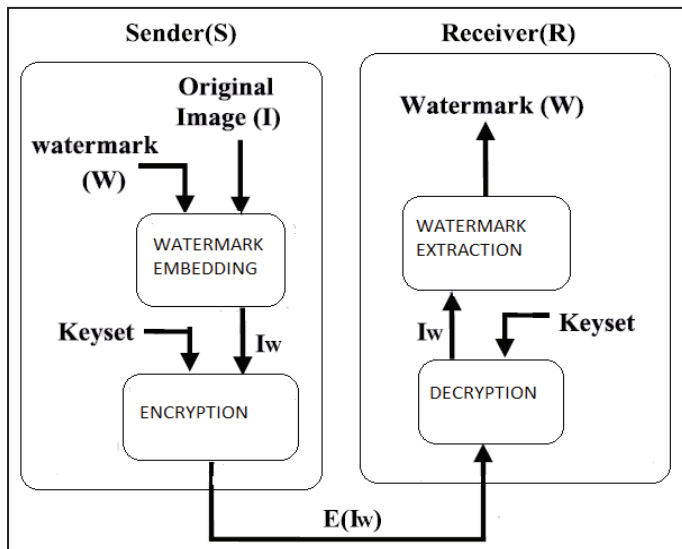 Sender(S)
Original
Image (I)
watermark
(W)
WATERMARK
EMBEDDING
Keyset
Iw
ENCRYPTION
E(Iw)
Receiver(R)
Watermark (W)
WATERMARK
EXTRACTION
Iw
Keyset
DECRYPTION